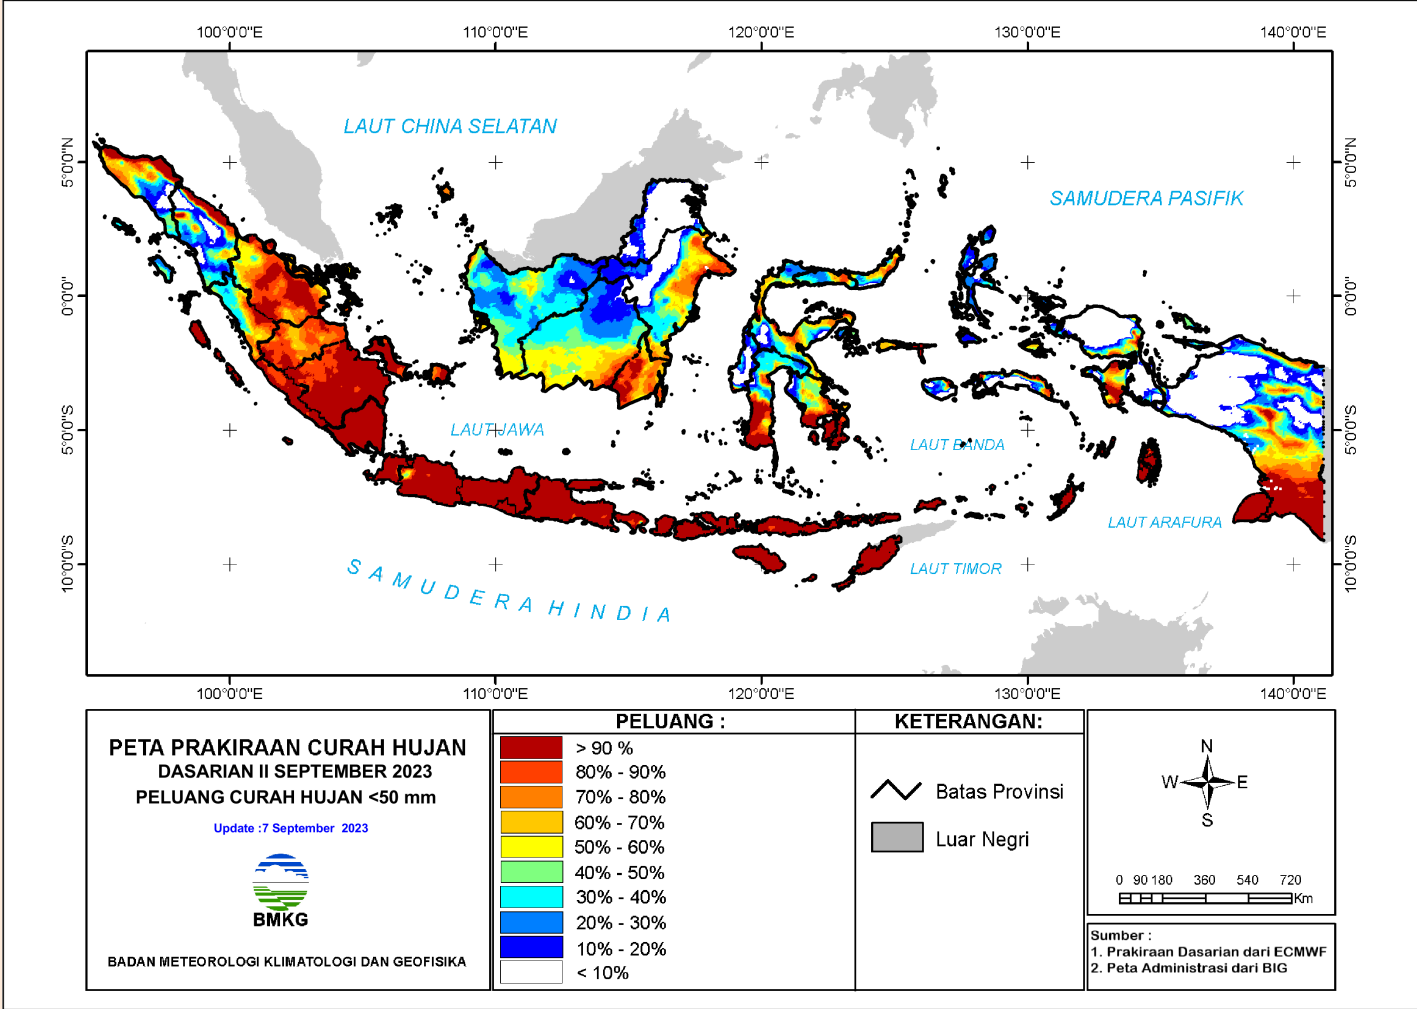 100°0'0"E
110°0'0"E
120°0'0"E
130°0'0"E
140°0'0"E
5°0'0"N
0°0'0"
5°0'0"S
10°0'0"S
5°0'0"N
0°0'0"
5°0'0"S
10°0'0"S
LAUT CHINA SELATAN
SAMUDERA PASIFIK
LAUT JAWA
LAUT BANDA
LAUT ARAFURA
LAUT TIMOR
SAMUDERA HINDIA
100°0'0"E
110°0'0"E
120°0'0"E
130°0'0"E
140°0'0"E
PETA PRAKIRAAN CURAH HUJAN
DASARIAN II SEPTEMBER 2023
PELUANG CURAH HUJAN <50 mm
Update :7 September 2023
BMKG
BADAN METEOROLOGI KLIMATOLOGI DAN GEOFISIKA
PELUANG :
> 90 %
80% - 90%
70% - 80%
60% - 70%
50% - 60%
40% - 50%
30% - 40%
20% - 30%
10% - 20%
< 10%
KETERANGAN:
Batas Provinsi
Luar Negri
N
W
E
S
0 90 180 360 540 720
Km
Sumber :
1. Prakiraan Dasarian dari ECMWF
2. Peta Administrasi dari BIG